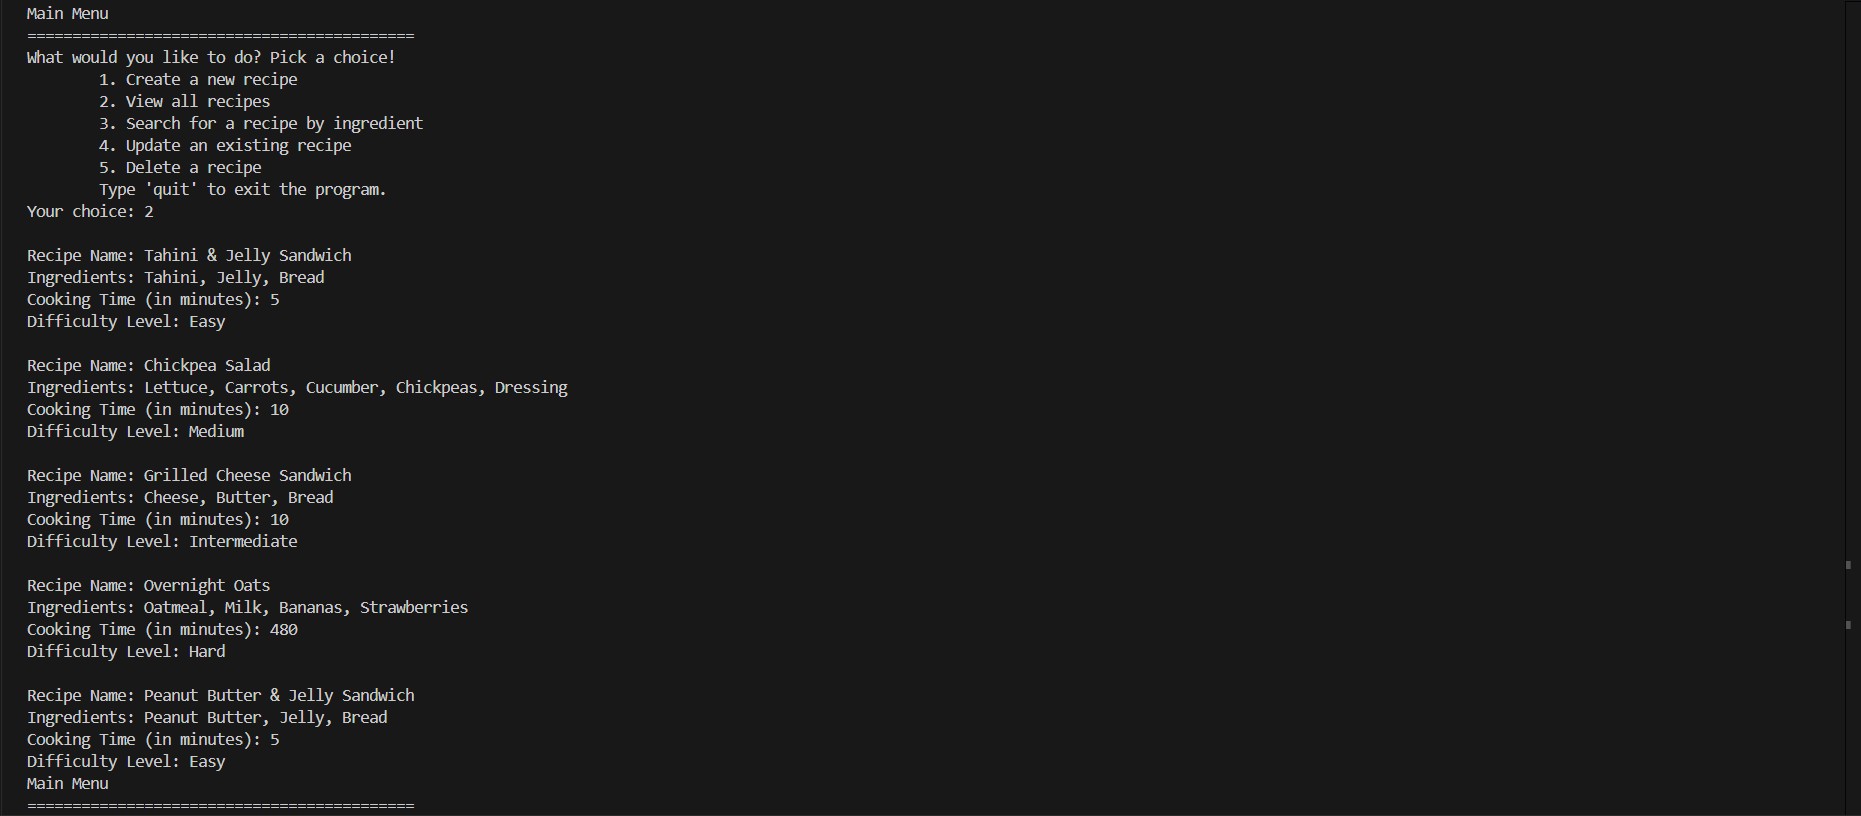 Main Menu
===========================================
What would you like to do? Pick a choice!
        1. Create a new recipe
        2. View all recipes
        3. Search for a recipe by ingredient
        4. Update an existing recipe
        5. Delete a recipe
        Type 'quit' to exit the program.
Your choice: 2

Recipe Name: Tahini & Jelly Sandwich
Ingredients: Tahini, Jelly, Bread
Cooking Time (in minutes): 5
Difficulty Level: Easy

Recipe Name: Chickpea Salad
Ingredients: Lettuce, Carrots, Cucumber, Chickpeas, Dressing
Cooking Time (in minutes): 10
Difficulty Level: Medium

Recipe Name: Grilled Cheese Sandwich
Ingredients: Cheese, Butter, Bread
Cooking Time (in minutes): 10
Difficulty Level: Intermediate

Recipe Name: Overnight Oats
Ingredients: Oatmeal, Milk, Bananas, Strawberries
Cooking Time (in minutes): 480
Difficulty Level: Hard

Recipe Name: Peanut Butter & Jelly Sandwich
Ingredients: Peanut Butter, Jelly, Bread
Cooking Time (in minutes): 5
Difficulty Level: Easy
Main Menu
===========================================